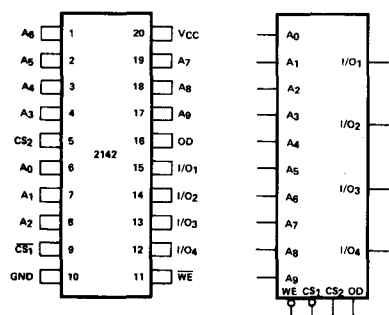 A6 1 20 VCC
A5 2 19 A7
A4 3 18 A8
A3 4 17 A9
CS2 5 16 OD
2142
A0 6 15 I/O1
A1 7 14 I/O2
A2 8 13 I/O3
C̅S̅1 9 12 I/O4
GND 10 11 W̅E̅
A0
A1 I/O1
A2
A3 I/O2
A4
A5
A6 I/O3
A7
A8 I/O4
A9
WE CS1 CS2 OD